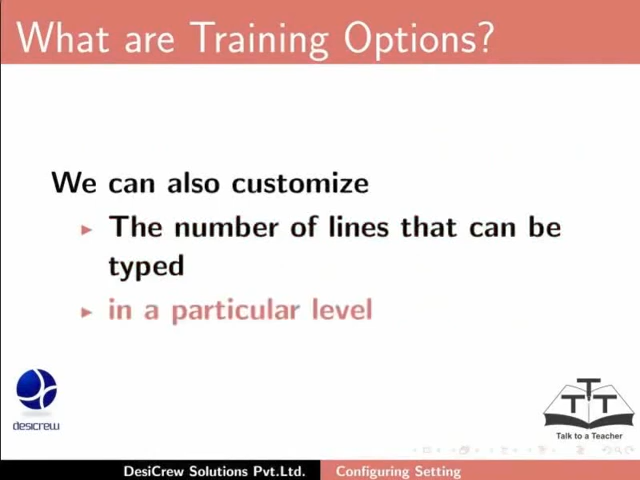 What are Training Options?
We can also customize
The number of lines that can be
typed
in a particular level
desicrew
T T T
Talk to a Teacher
DesiCrew Solutions Pvt.Ltd. Configuring Setting